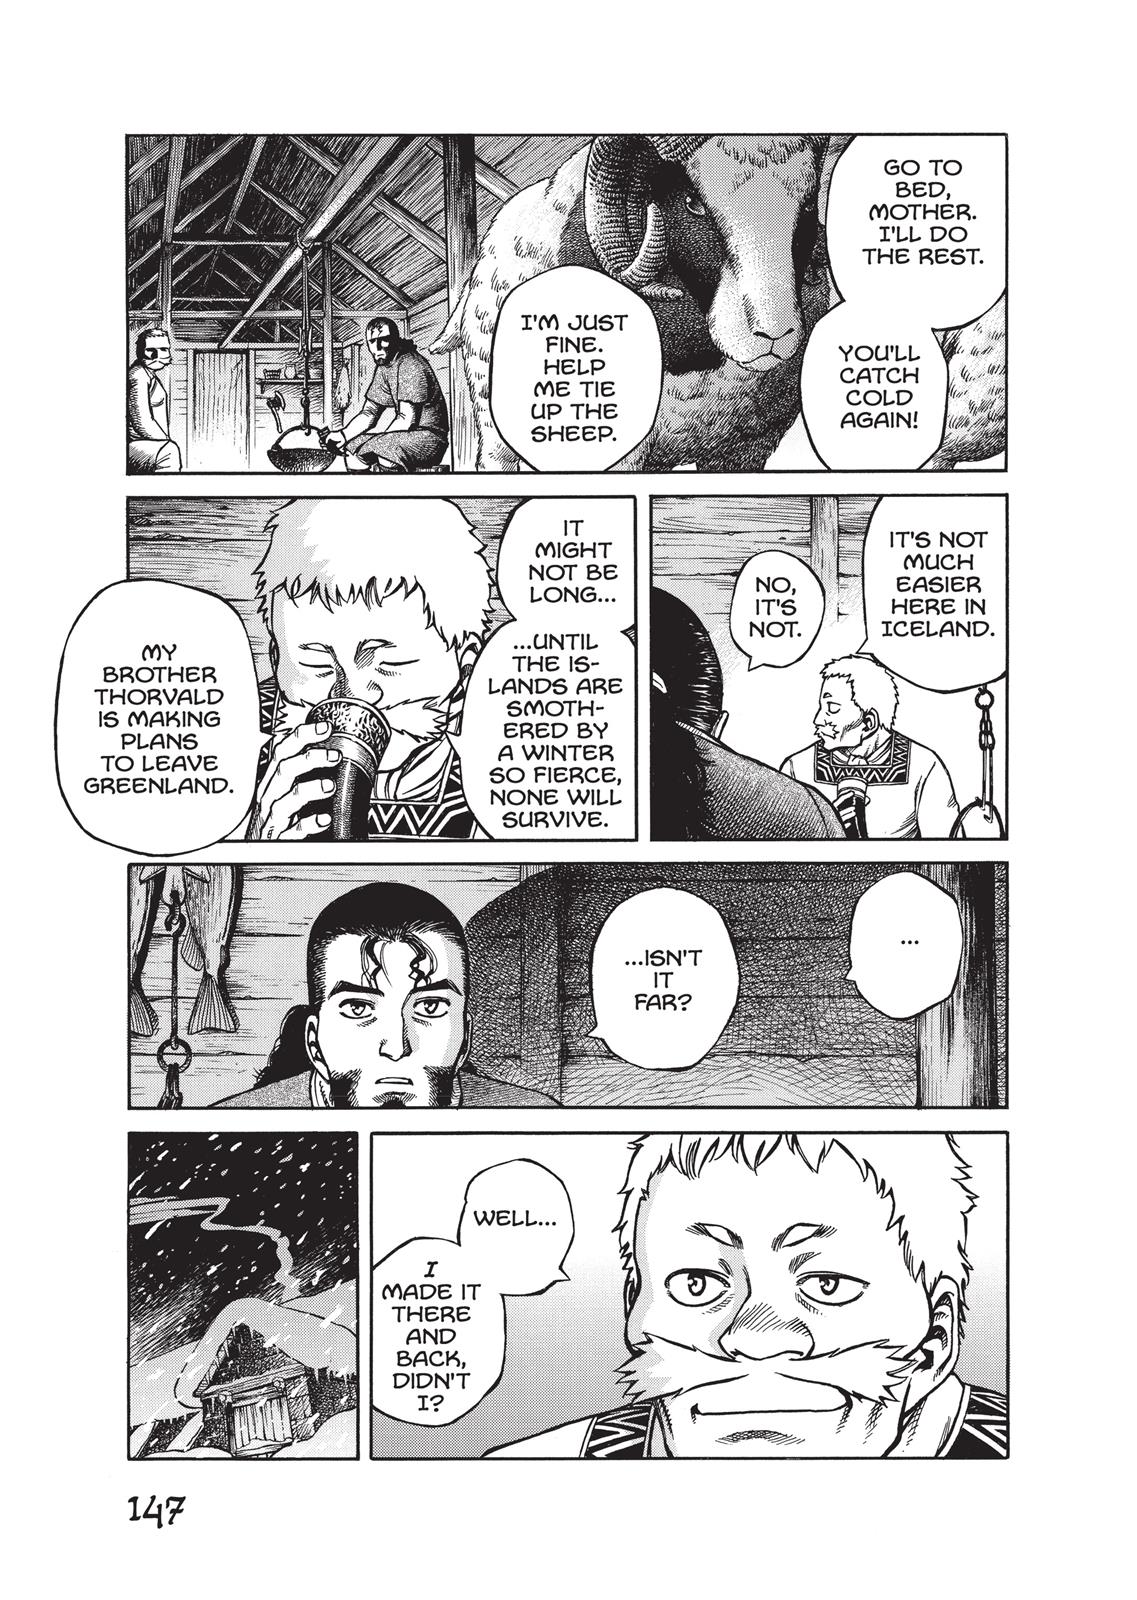 GO TO
BED,
MOTHER.
I'LL DO
THE REST.
YOU'LL
CATCH
COLD
AGAIN!
I'M JUST
FINE.
HELP
ME TIE
UP THE
SHEEP.
IT'S NOT
MUCH
EASIER
HERE IN
ICELAND.
NO,
IT'S
NOT.
IT
MIGHT
NOT BE
LONG...
...UNTIL
THE IS-
LANDS ARE
SMOTH-
ERED BY
A WINTER
SO FIERCE,
NONE WILL
SURVIVE.
MY
BROTHER
THORVALD
IS MAKING
PLANS
TO LEAVE
GREENLAND.
...
...ISN'T
IT
FAR?
WELL...
I
MADE IT
THERE
AND
BACK,
DIDN'T
I?
147